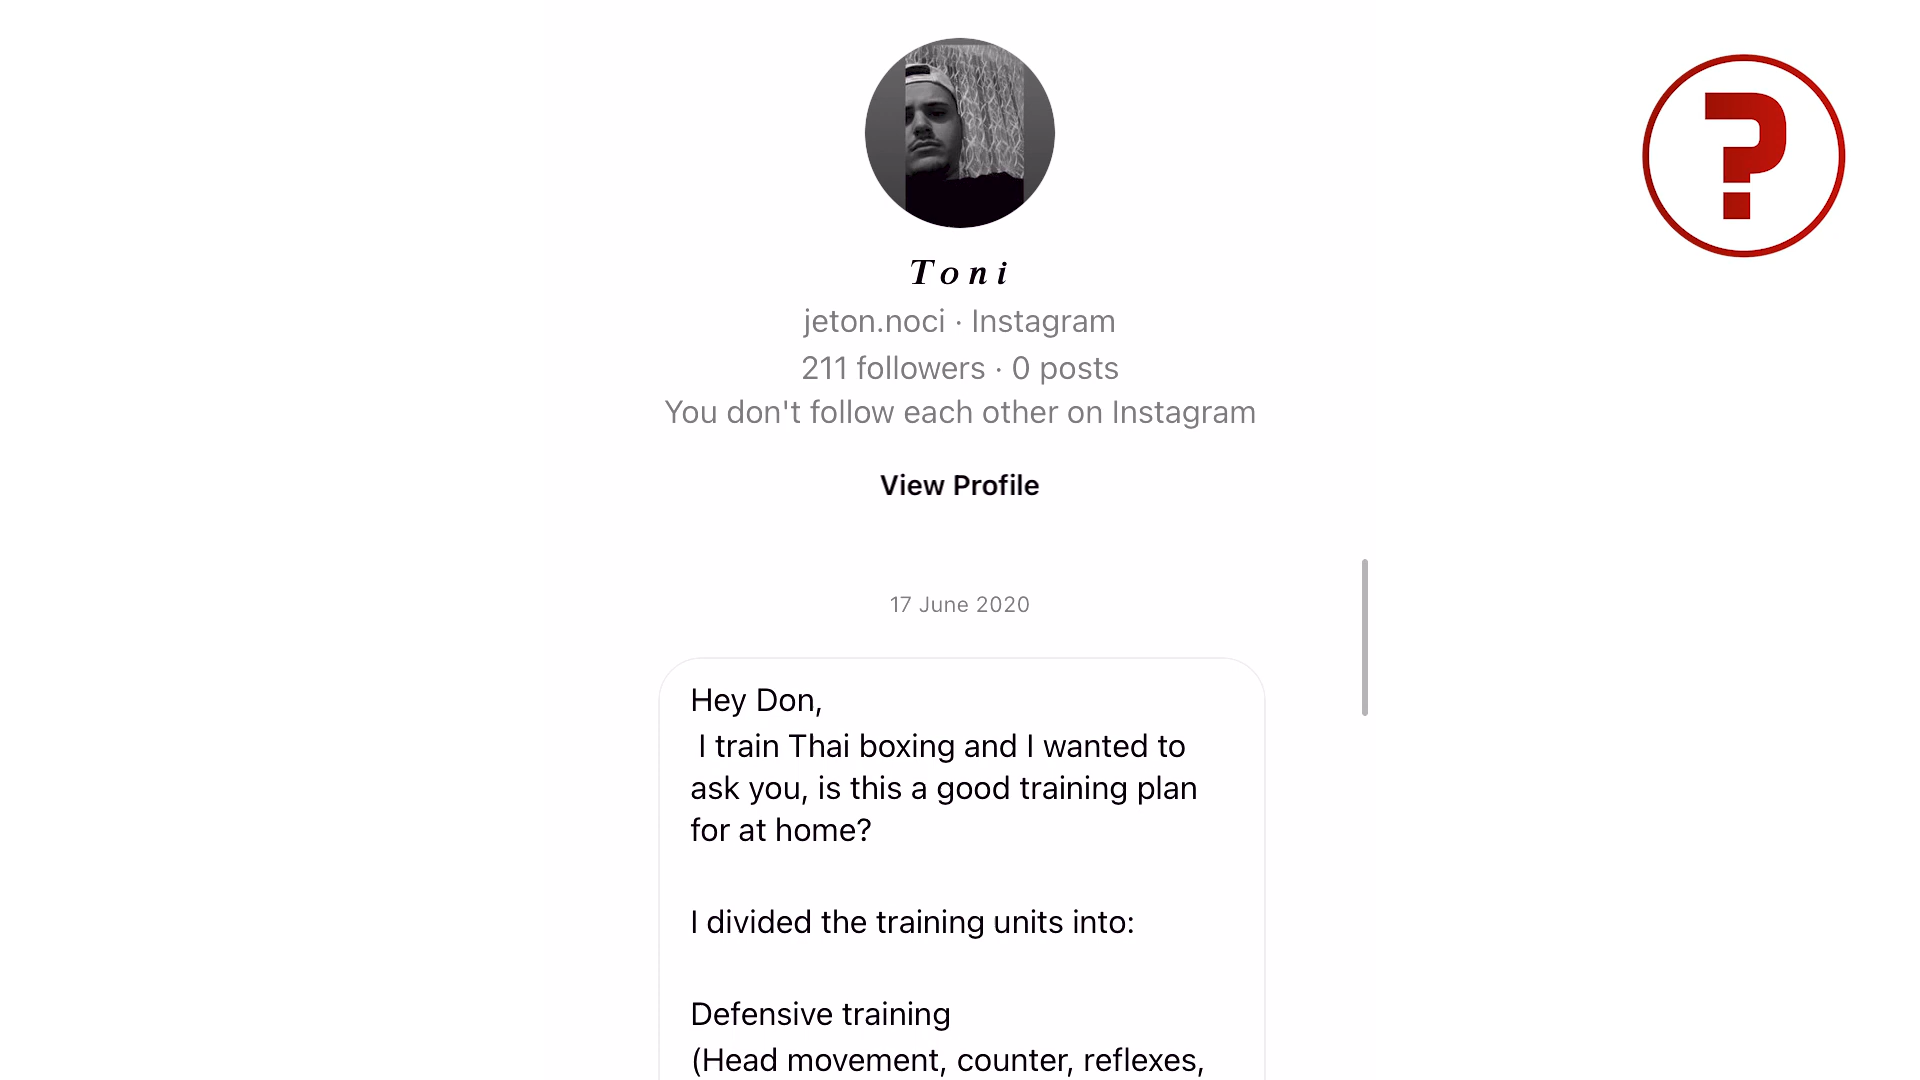 Toni
jeton.noci · Instagram
211 followers · 0 posts
You don't follow each other on Instagram
View Profile
17 June 2020
Hey Don,
I train Thai boxing and I wanted to
ask you, is this a good training plan
for at home?
I divided the training units into:
Defensive training
(Head movement, counter, reflexes,
?